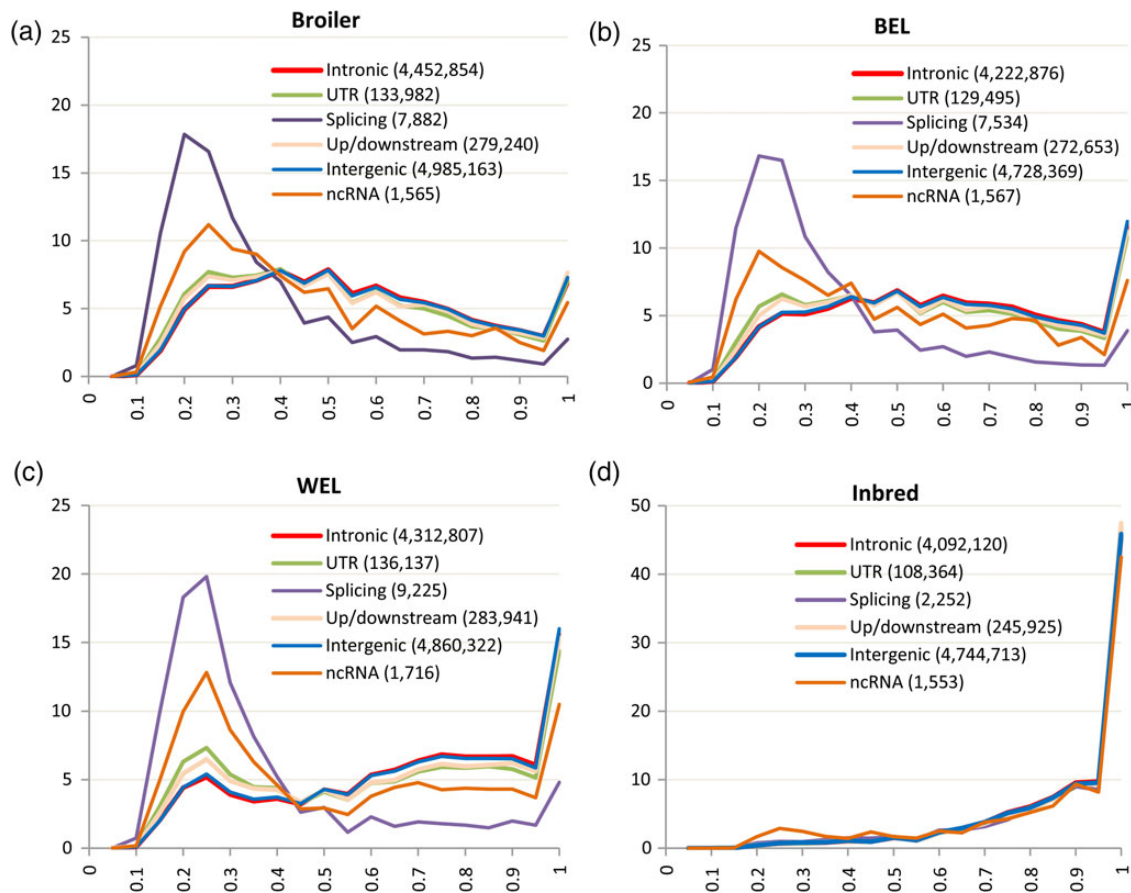 (a)
Broiler
25
20
15
10
5
0
Intronic (4,452,854)
UTR (133,982)
Splicing (7,882)
Up/downstream (279,240)
Intergenic (4,985,163)
ncRNA (1,565)
0
0.1
0.2
0.3
0.4
0.5
0.6
0.7
0.8
0.9
1
(b)
BEL
25
20
15
10
5
0
Intronic (4,222,876)
UTR (129,495)
Splicing (7,534)
Up/downstream (272,653)
Intergenic (4,728,369)
ncRNA (1,567)
0
0.1
0.2
0.3
0.4
0.5
0.6
0.7
0.8
0.9
1
(c)
WEL
25
20
15
10
5
0
Intronic (4,312,807)
UTR (136,137)
Splicing (9,225)
Up/downstream (283,941)
Intergenic (4,860,322)
ncRNA (1,716)
0
0.1
0.2
0.3
0.4
0.5
0.6
0.7
0.8
0.9
1
(d)
Inbred
50
40
30
20
10
0
Intronic (4,092,120)
UTR (108,364)
Splicing (2,252)
Up/downstream (245,925)
Intergenic (4,744,713)
ncRNA (1,553)
0
0.1
0.2
0.3
0.4
0.5
0.6
0.7
0.8
0.9
1